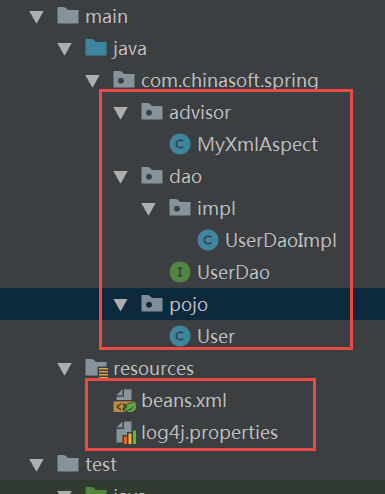 main
java
com.chinasoft.spring
advisor
MyXmlAspect
dao
impl
UserDaoImpl
UserDao
pojo
User
resources
beans.xml
log4j.properties
test
java